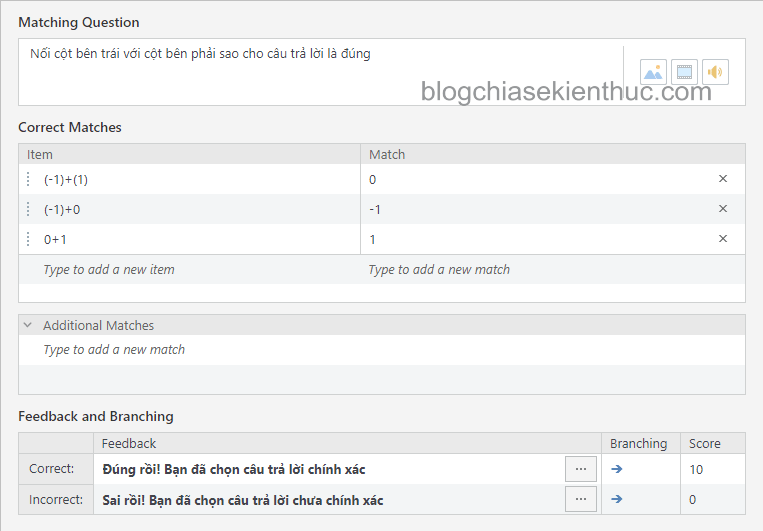 Matching Question
Nối cột bên trái với cột bên phải sao cho câu trả lời là đúng
blogchiasekienthuc.com
Correct Matches
Item Match
(-1)+(1) 0
(-1)+0 -1
0+1 1
Type to add a new item Type to add a new match
Additional Matches
Type to add a new match
Feedback and Branching
Feedback Branching Score
Correct: Đúng rồi! Bạn đã chọn câu trả lời chính xác ... 10
Incorrect: Sai rồi! Bạn đã chọn câu trả lời chưa chính xác ... 0